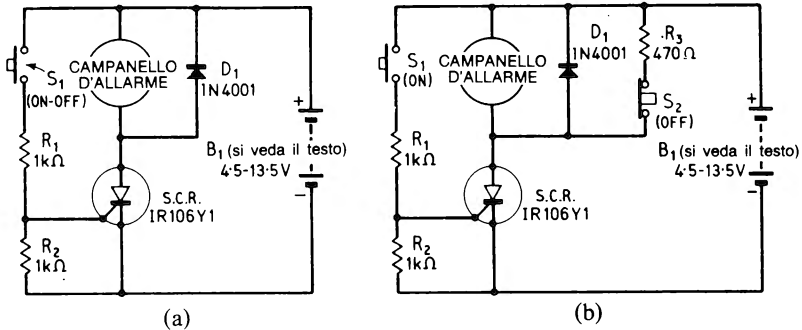 S1
(ON-OFF)
CAMPANELLO
D'ALLARME
D1
1N4001
R1
1kΩ
+
B1 (si veda il testo)
4·5-13·5V
−
S.C.R.
IR106Y1
R2
1kΩ
(a)
S1
(ON)
CAMPANELLO
D'ALLARME
D1
1N4001
R3
470Ω
S2
(OFF)
R1
1kΩ
+
B1 (si veda il testo)
4·5-13·5V
−
S.C.R.
IR106Y1
R2
1kΩ
(b)